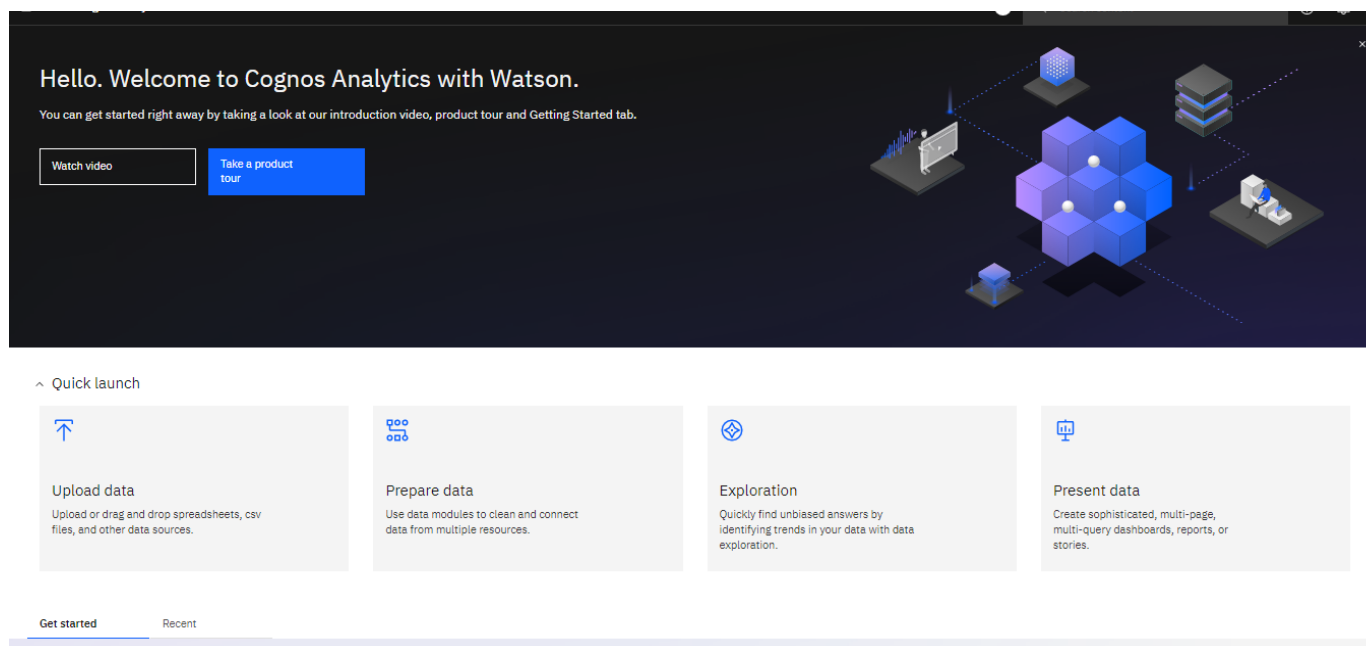 Hello. Welcome to Cognos Analytics with Watson.
You can get started right away by taking a look at our introduction video, product tour and Getting Started tab.
Watch video
Take a product
tour
Quick launch
Upload data
Upload or drag and drop spreadsheets, csv
files, and other data sources.
Prepare data
Use data modules to clean and connect
data from multiple resources.
Exploration
Quickly find unbiased answers by
identifying trends in your data with data
exploration.
Present data
Create sophisticated, multi-page,
multi-query dashboards, reports, or
stories.
Get started
Recent